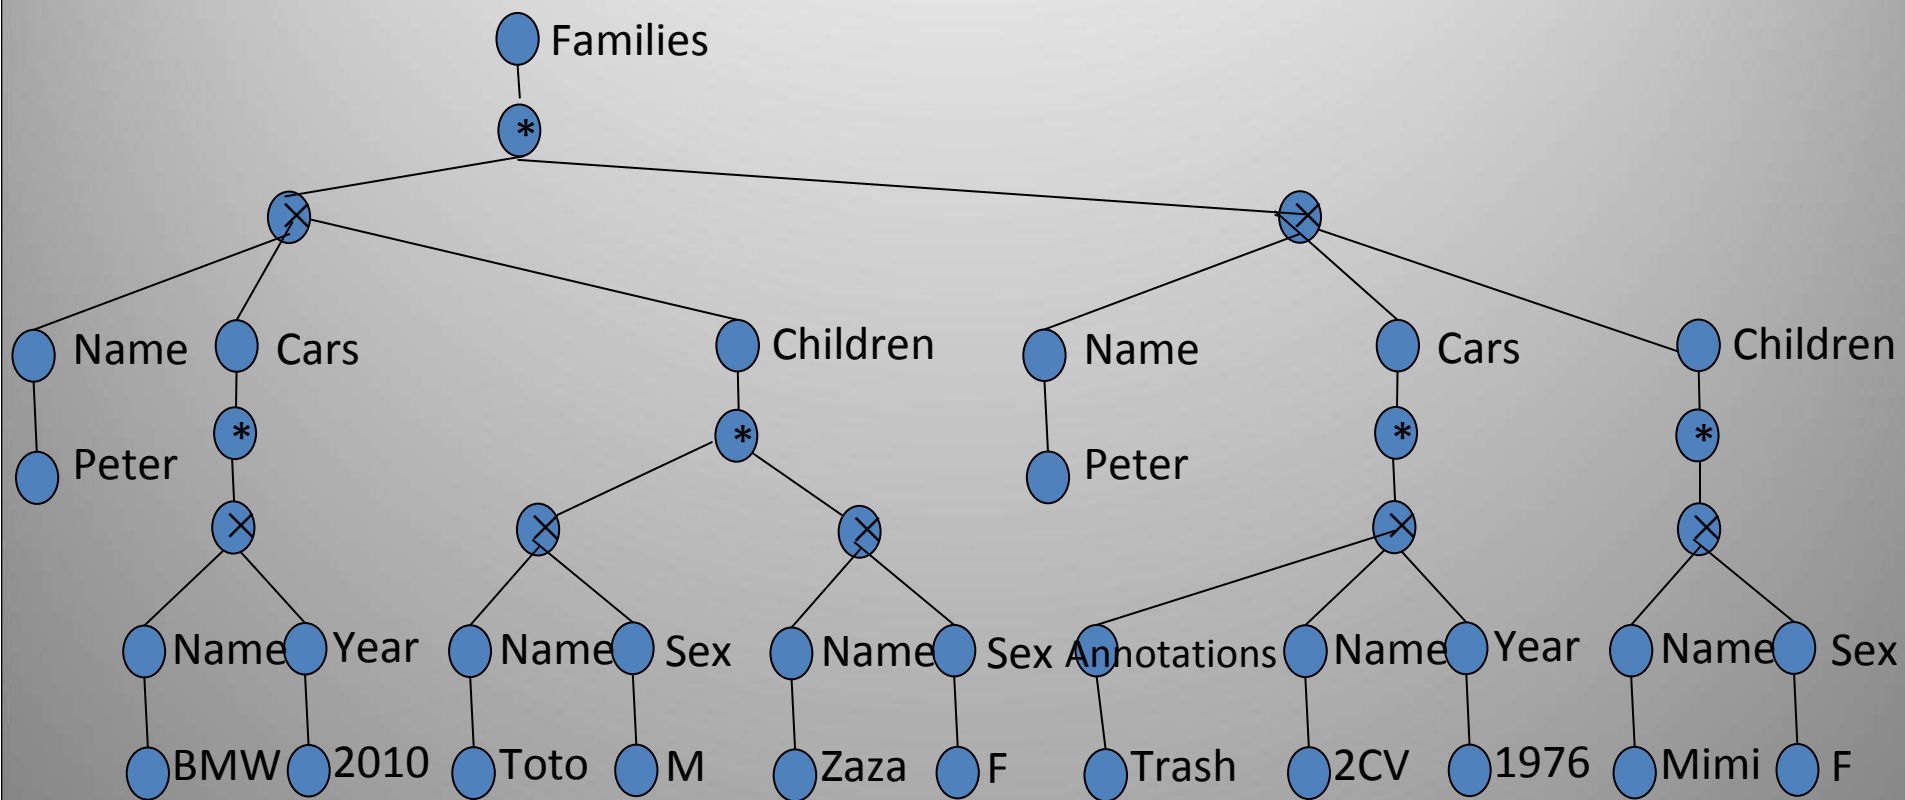 Families
*
× ×
Name Cars Children Name Cars Children
* * * *
Peter Peter
× × × × ×
Name Year Name Sex Name Sex Annotations Name Year Name Sex
BMW 2010 Toto M Zaza F Trash 2CV 1976 Mimi F